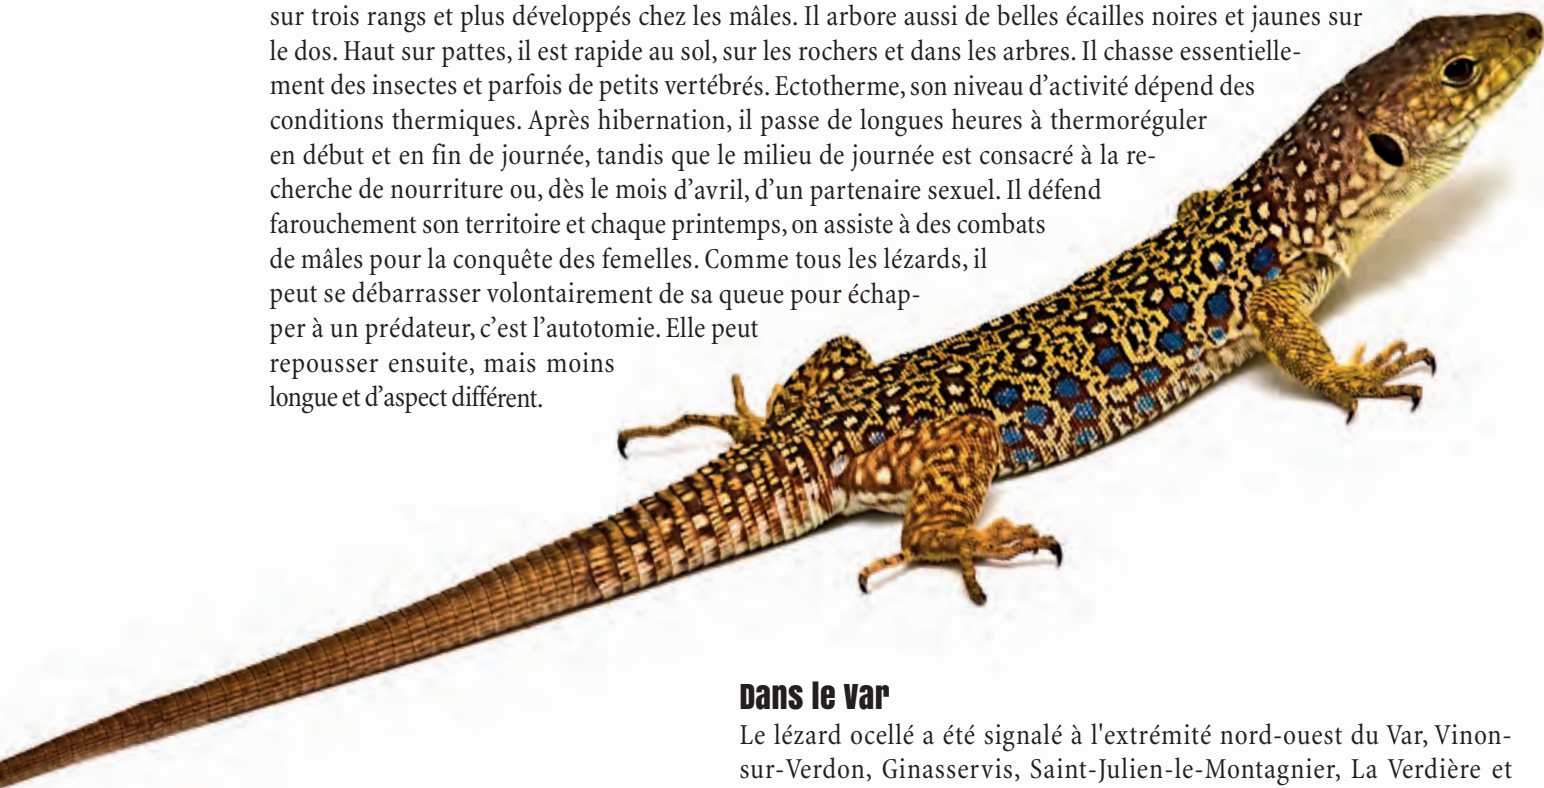 sur trois rangs et plus développés chez les mâles. Il arbore aussi de belles écailles noires et jaunes sur
le dos. Haut sur pattes, il est rapide au sol, sur les rochers et dans les arbres. Il chasse essentielle-
ment des insectes et parfois de petits vertébrés. Ectotherme, son niveau d’activité dépend des
conditions thermiques. Après hibernation, il passe de longues heures à thermoréguler
en début et en fin de journée, tandis que le milieu de journée est consacré à la re-
cherche de nourriture ou, dès le mois d’avril, d’un partenaire sexuel. Il défend
farouchement son territoire et chaque printemps, on assiste à des combats
de mâles pour la conquête des femelles. Comme tous les lézards, il
peut se débarrasser volontairement de sa queue pour échap-
per à un prédateur, c’est l’autotomie. Elle peut
repousser ensuite, mais moins
longue et d’aspect différent.
Dans le Var
Le lézard ocellé a été signalé à l'extrémité nord-ouest du Var, Vinon-
sur-Verdon, Ginasservis, Saint-Julien-le-Montagnier, La Verdière et